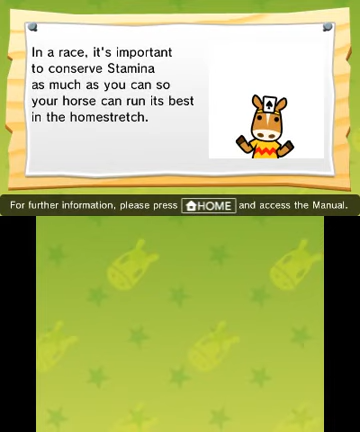 In a race, it's important
to conserve Stamina
as much as you can so
your horse can run its best
in the homestretch.
For further information, please press HOME and access the Manual.